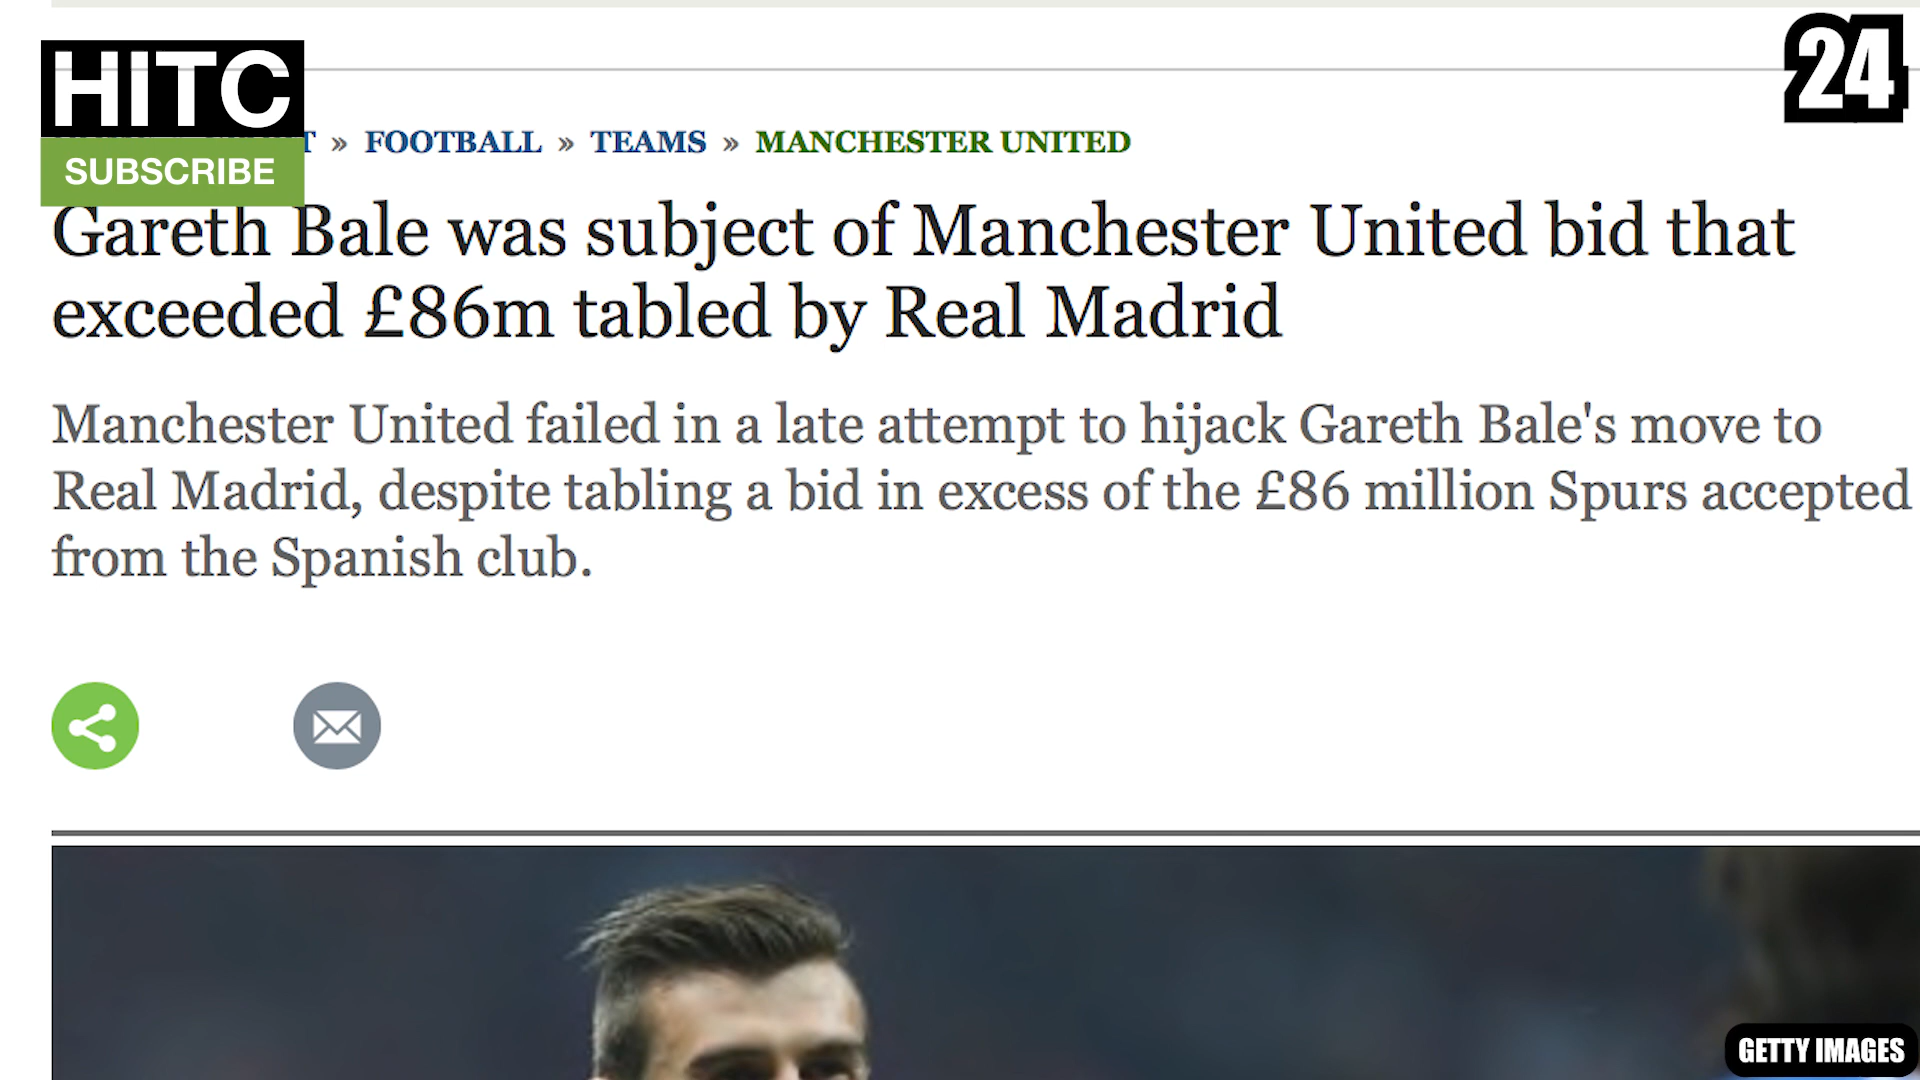 HITC
SUBSCRIBE
24
» FOOTBALL » TEAMS » MANCHESTER UNITED
Gareth Bale was subject of Manchester United bid that
exceeded £86m tabled by Real Madrid
Manchester United failed in a late attempt to hijack Gareth Bale's move to
Real Madrid, despite tabling a bid in excess of the £86 million Spurs accepted
from the Spanish club.
GETTY IMAGES